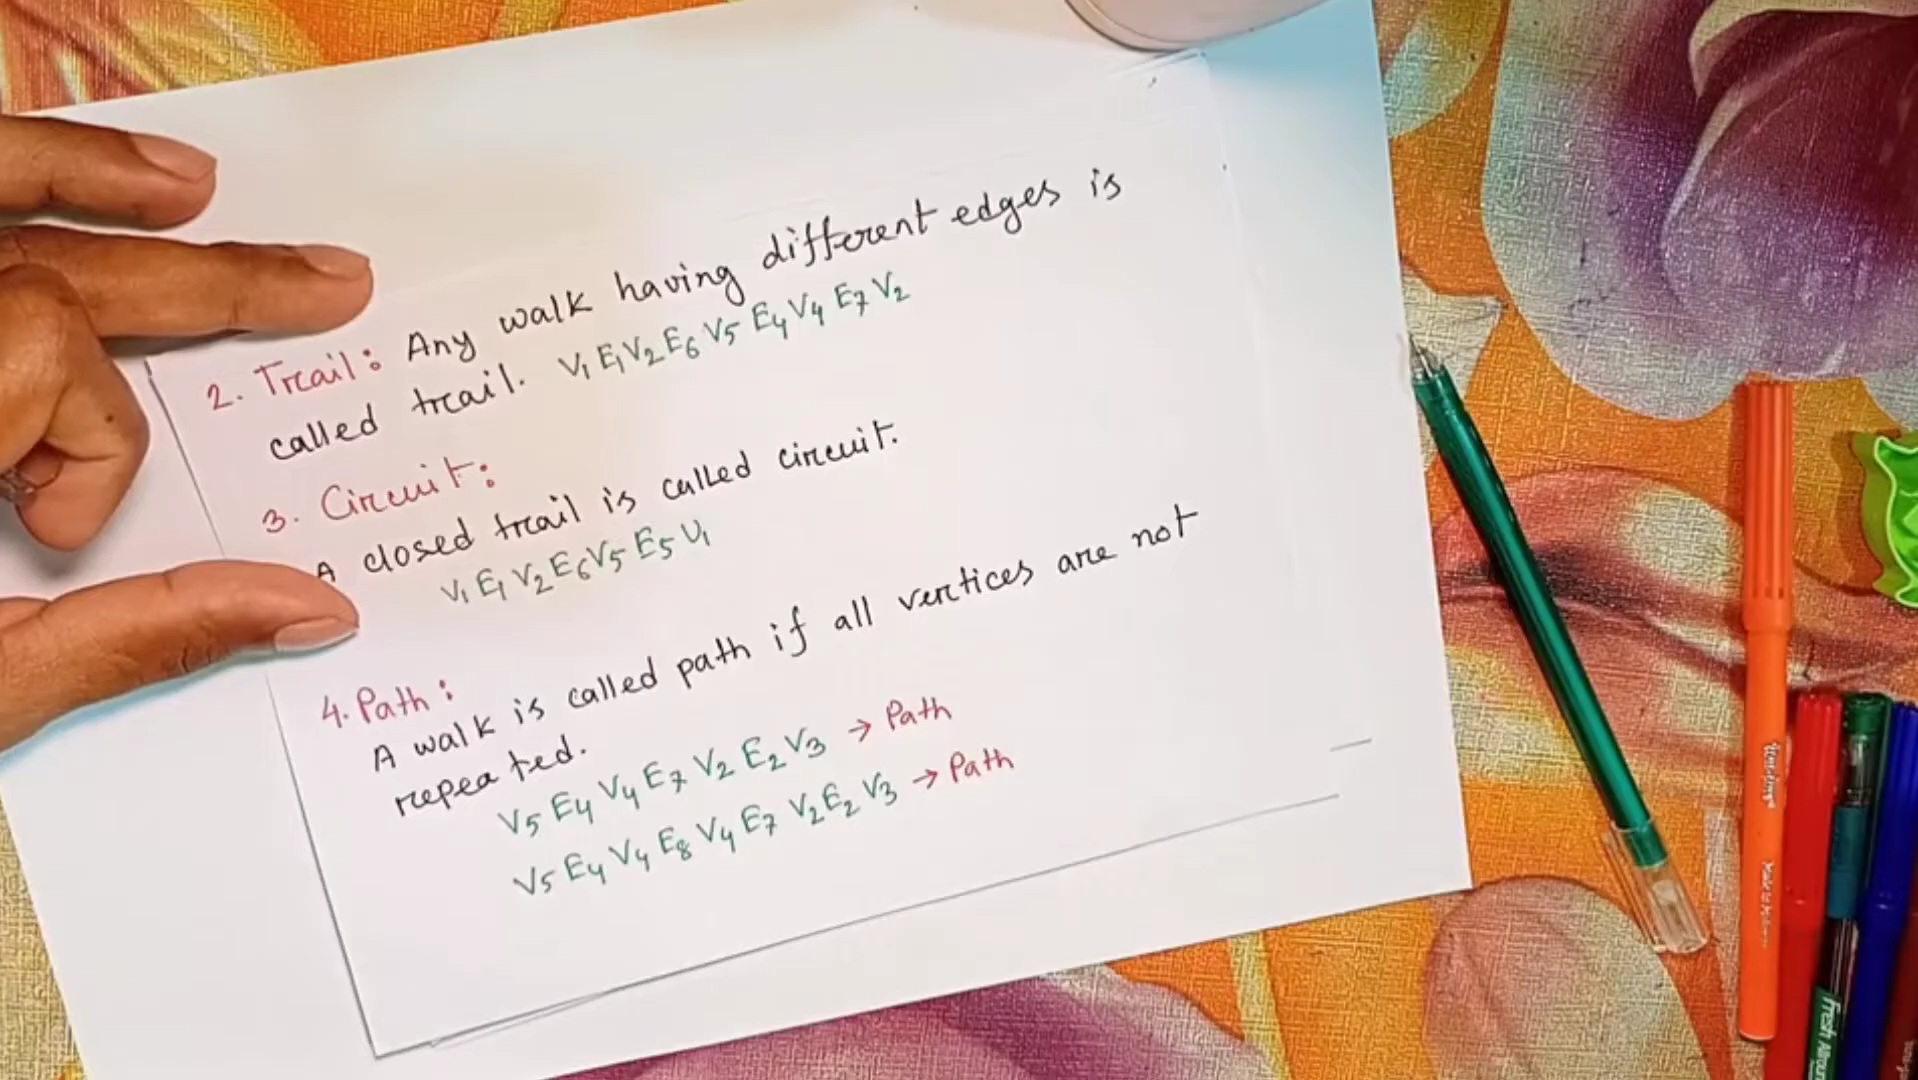 2. Trail: Any walk having different edges is
called trail. V1 E1 V2 E6 V5 E4 V4 E7 V2
3. Circuit:
A closed trail is called circuit.
V1 E1 V2 E6 V5 E5 V1
4. Path:
A walk is called path if all vertices are not
repeated.
V5 E4 V4 E7 V2 E2 V3 → Path
V5 E4 V4 E8 V4 E7 V2 E2 V3 → Path